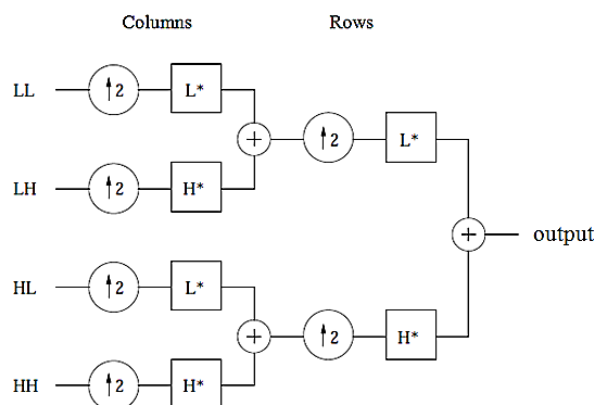 Columns Rows
LL ↑2 L*
+ ↑2 L*
LH ↑2 H*
+ output
HL ↑2 L*
+ ↑2 H*
HH ↑2 H*